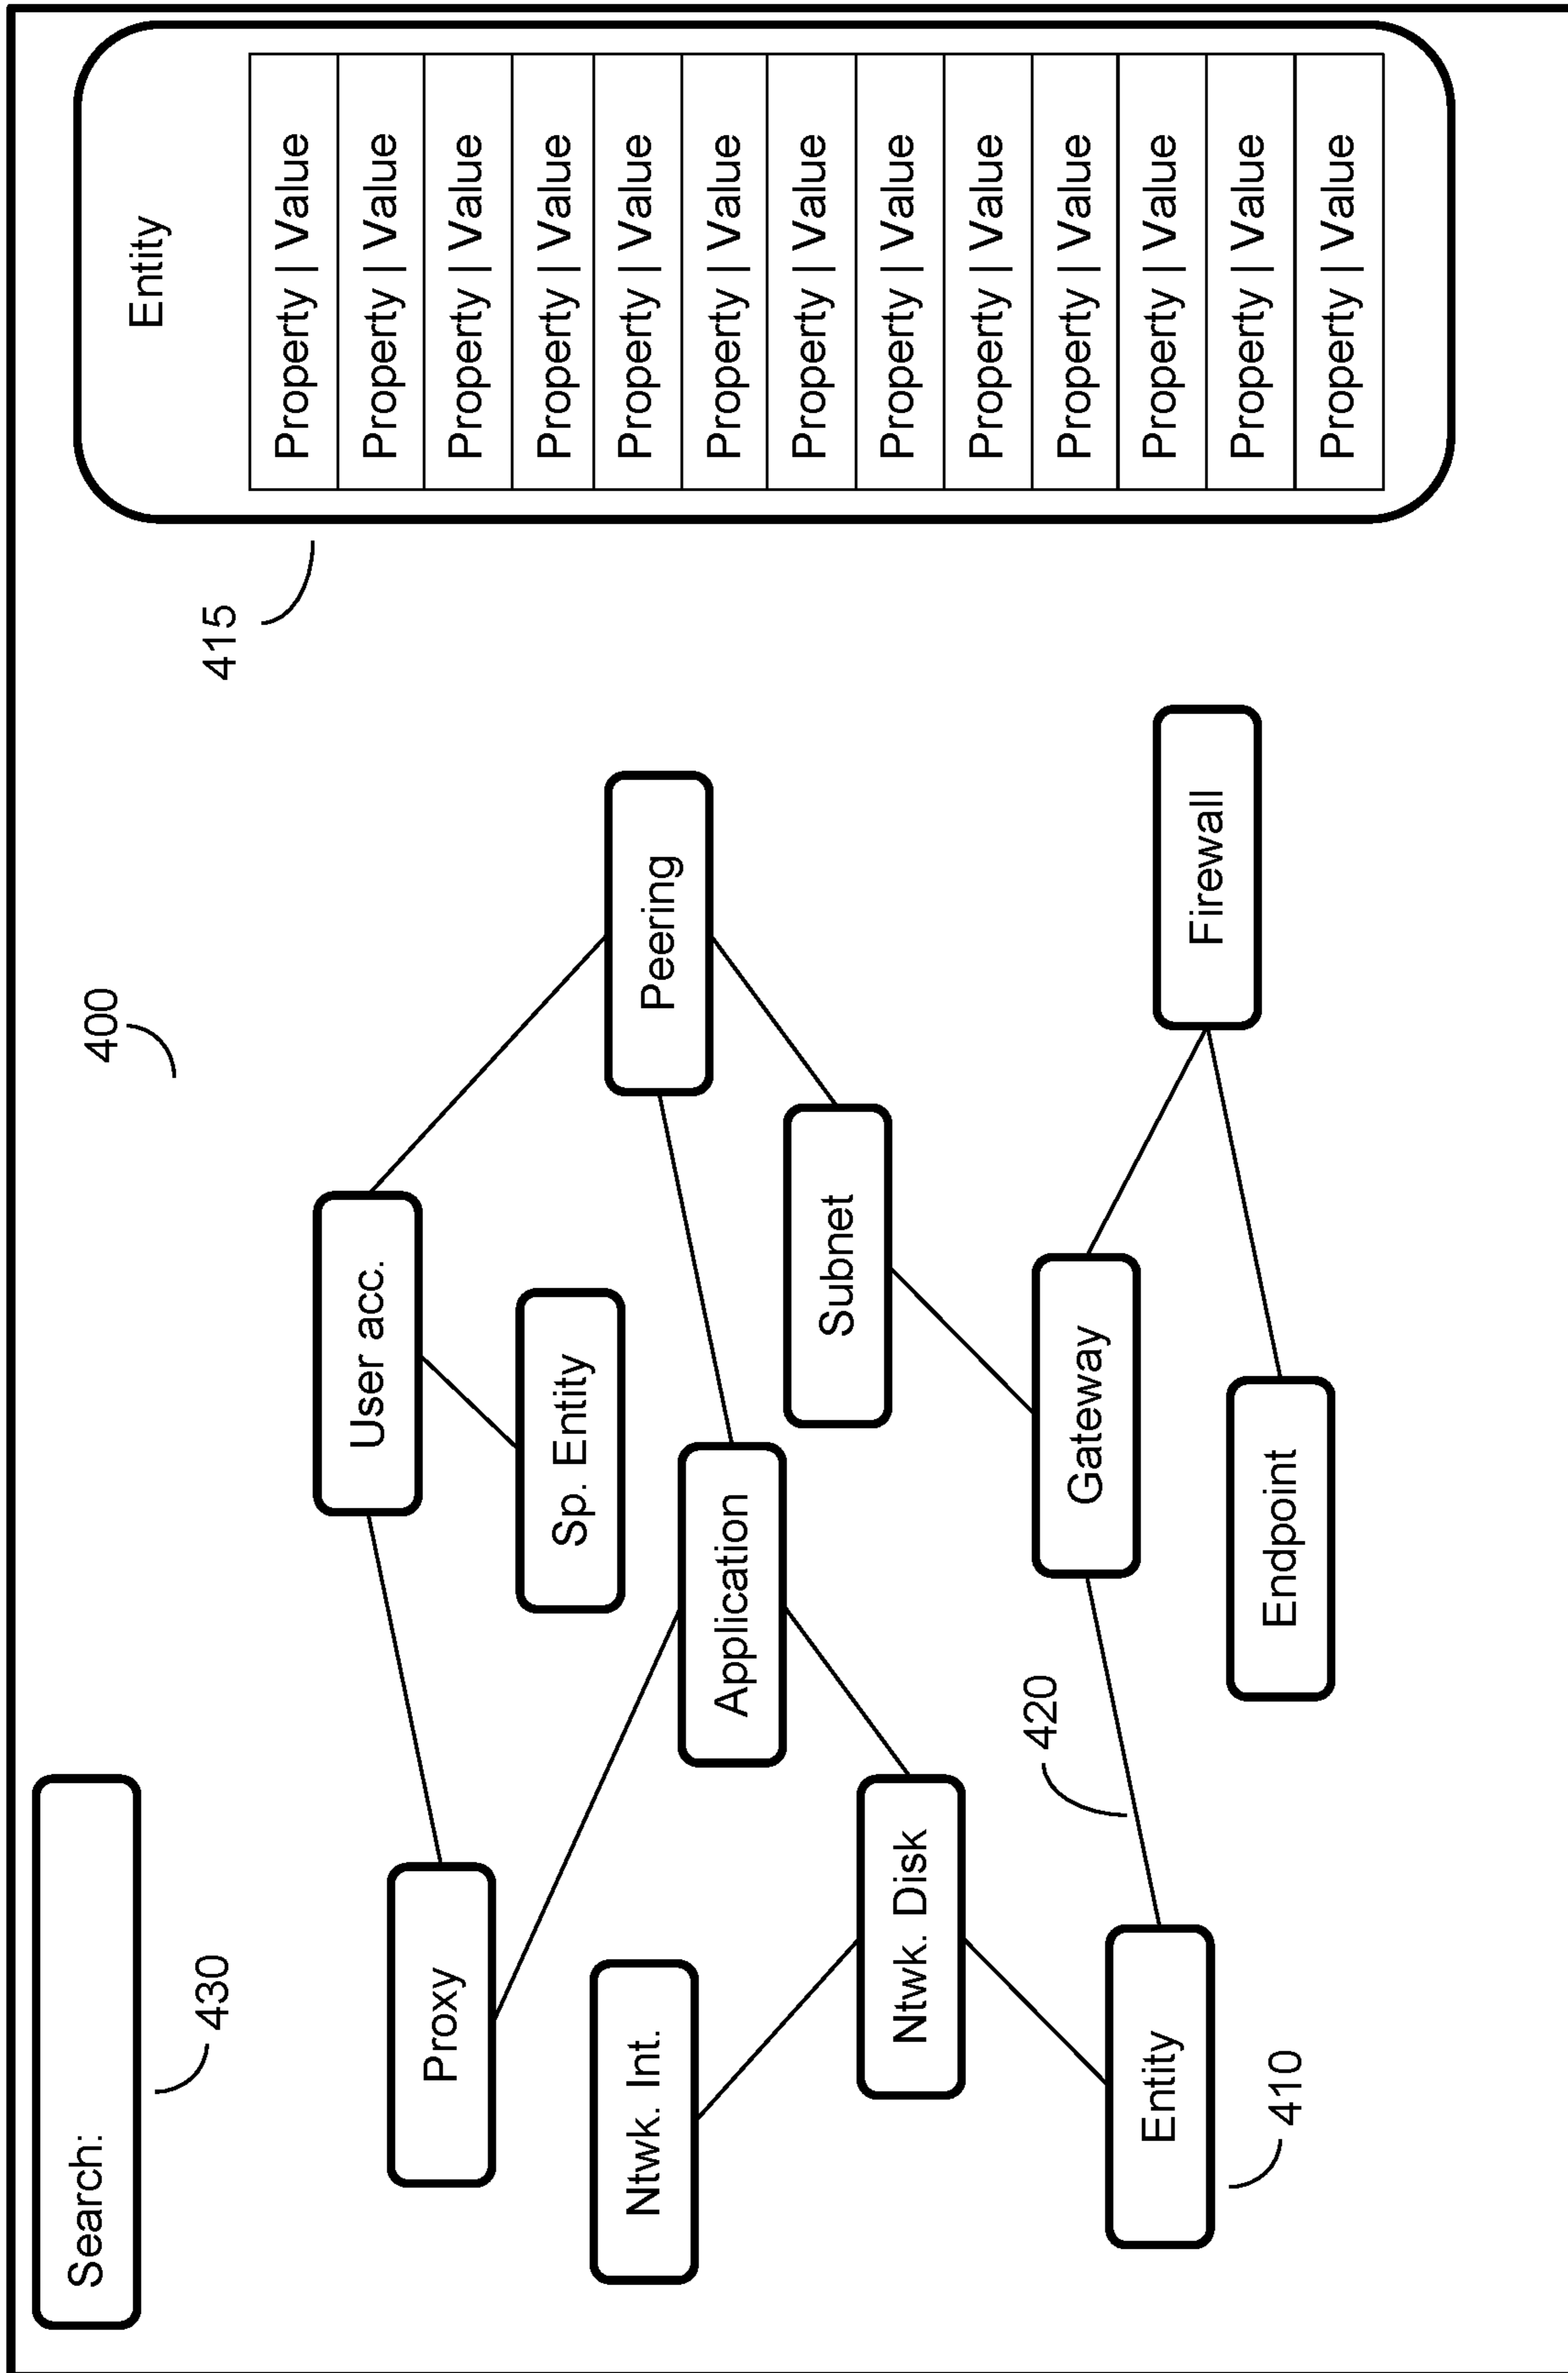 Search:
430
400
415
Proxy
User acc.
Sp. Entity
Ntwk. Int.
Application
Peering
Ntwk. Disk
Subnet
420
Entity
410
Gateway
Endpoint
Firewall
Entity
Property | Value
Property | Value
Property | Value
Property | Value
Property | Value
Property | Value
Property | Value
Property | Value
Property | Value
Property | Value
Property | Value
Property | Value
Property | Value